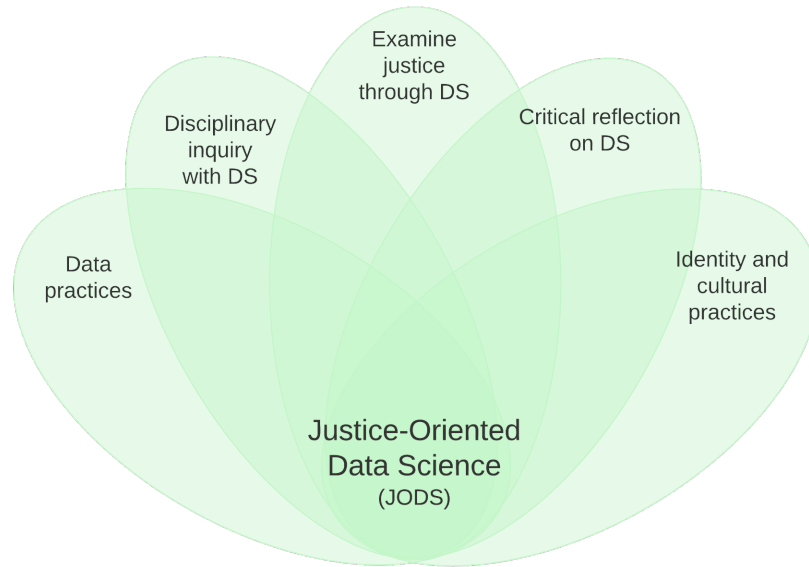 Examine
justice
through DS
Disciplinary
inquiry
with DS
Critical reflection
on DS
Data
practices
Identity and
cultural
practices
Justice-Oriented
Data Science
(JODS)